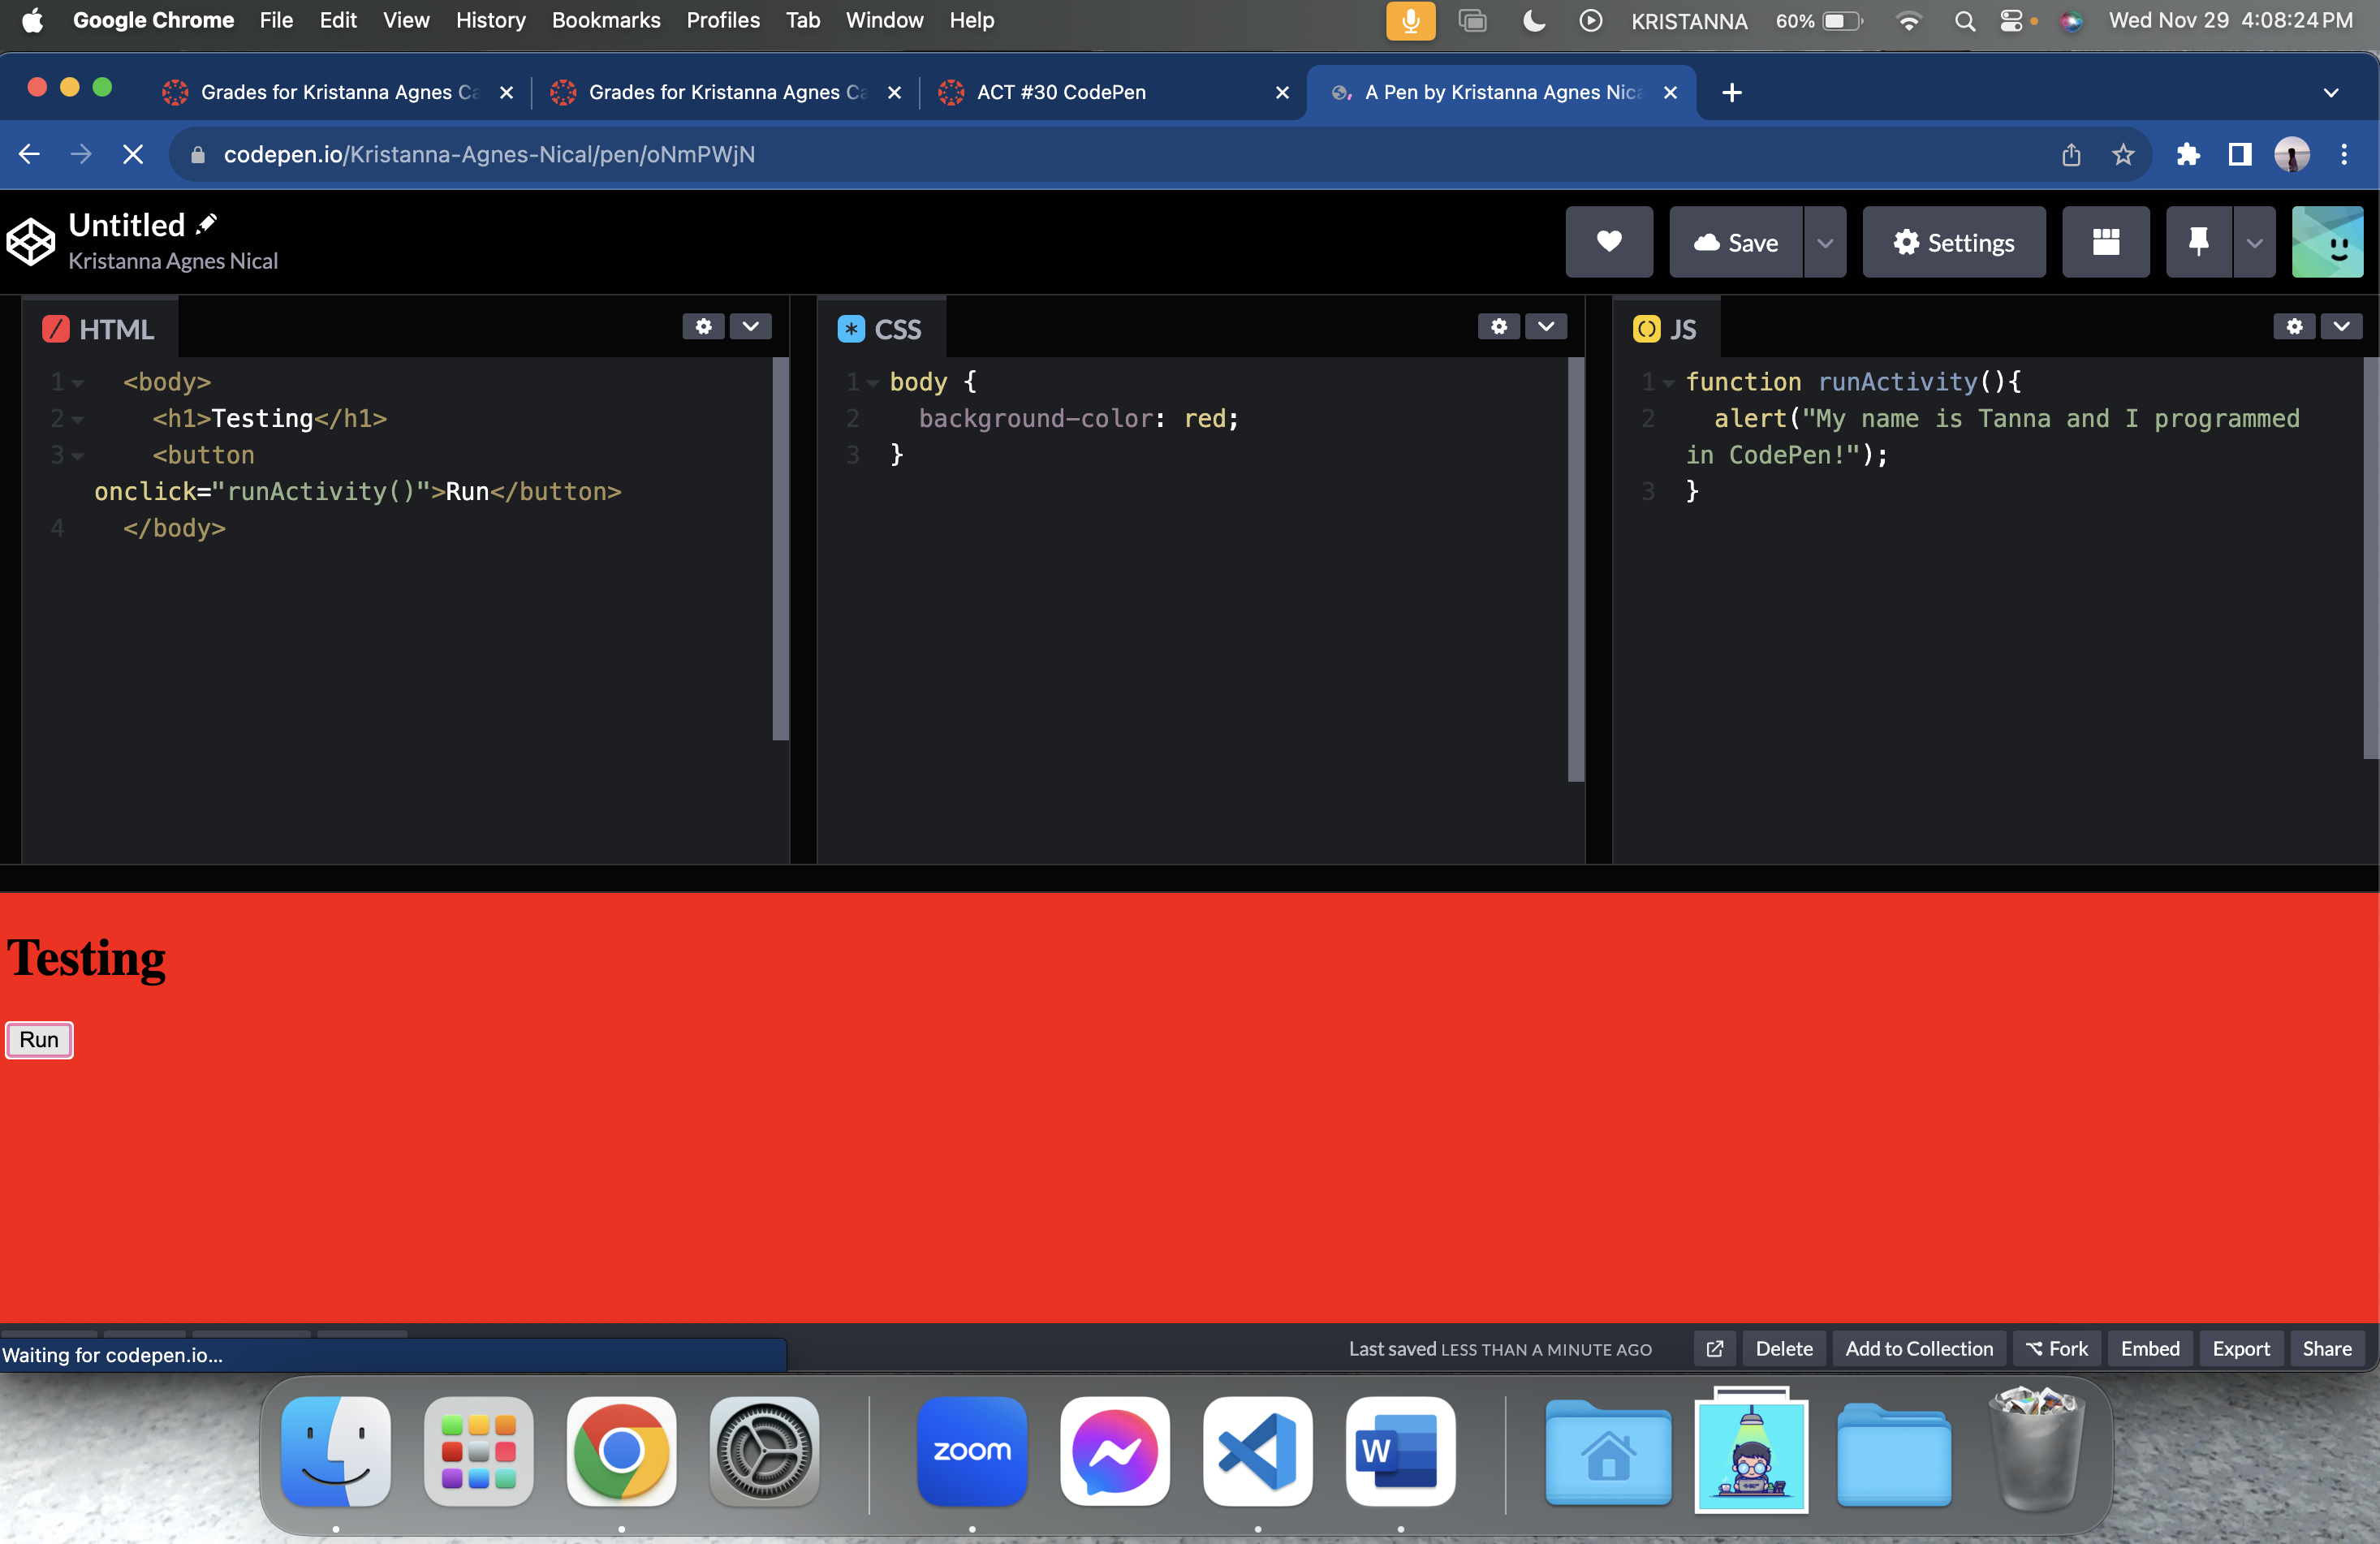 Google Chrome File Edit View History Bookmarks Profiles Tab Window Help KRISTANNA 60% Wed Nov 29 4:08:24 PM
Grades for Kristanna Agnes Ca Grades for Kristanna Agnes Ca ACT #30 CodePen A Pen by Kristanna Agnes Nica
codepen.io/Kristanna-Agnes-Nical/pen/oNmPWjN
Untitled
Kristanna Agnes Nical
Save Settings
HTML
1 <body>
2 <h1>Testing</h1>
3 <button
onclick="runActivity()">Run</button>
4 </body>
CSS
1 body {
2 background-color: red;
3 }
JS
1 function runActivity(){
2 alert("My name is Tanna and I programmed
in CodePen!");
3 }
Testing
Run
Waiting for codepen.io...
Last saved LESS THAN A MINUTE AGO Delete Add to Collection Fork Embed Export Share
zoom W